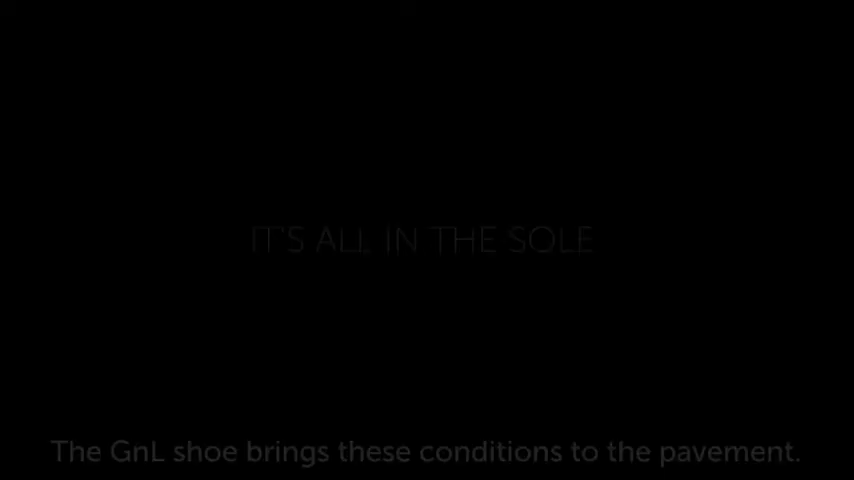 IT'S ALL IN THE SOLE
The GnL shoe brings these conditions to the pavement.